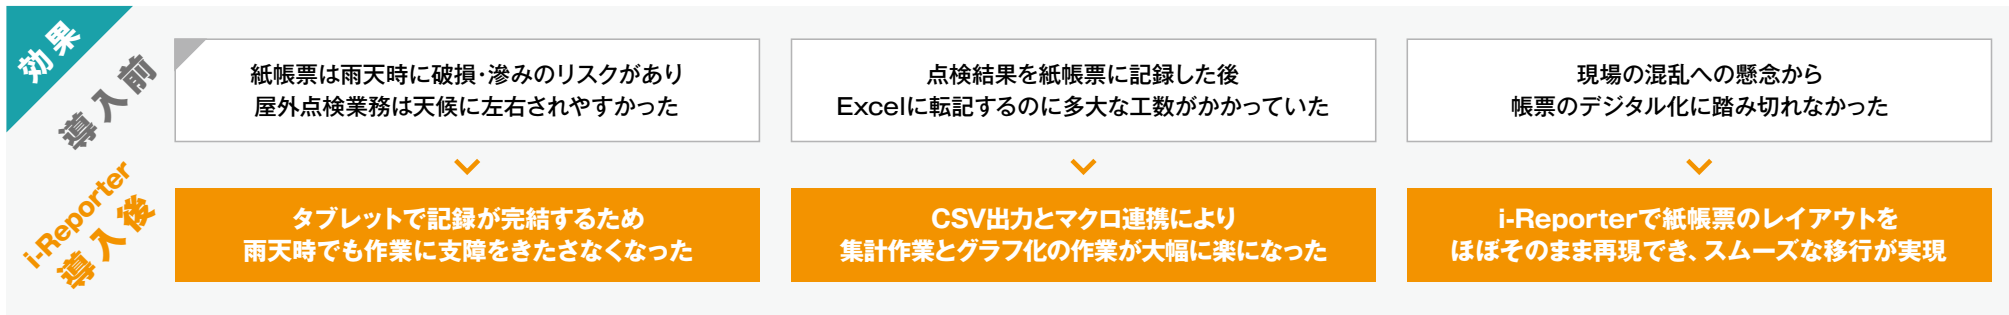 効果
導入前
紙帳票は雨天時に破損・滲みのリスクがあり
屋外点検業務は天候に左右されやすかった
点検結果を紙帳票に記録した後
Excelに転記するのに多大な工数がかかっていた
現場の混乱への懸念から
帳票のデジタル化に踏み切れなかった
i-Reporter
導入後
タブレットで記録が完結するため
雨天時でも作業に支障をきたさなくなった
CSV出力とマクロ連携により
集計作業とグラフ化の作業が大幅に楽になった
i-Reporterで紙帳票のレイアウトを
ほぼそのまま再現でき、スムーズな移行が実現